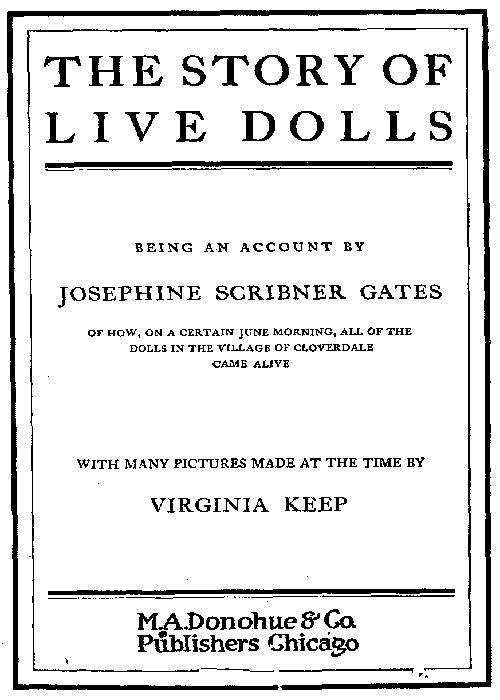 THE STORY OF
LIVE DOLLS
BEING AN ACCOUNT BY
JOSEPHINE SCRIBNER GATES
OF HOW, ON A CERTAIN JUNE MORNING, ALL OF THE
DOLLS IN THE VILLAGE OF CLOVERDALE
CAME ALIVE
WITH MANY PICTURES MADE AT THE TIME BY
VIRGINIA KEEP
M.A.Donohue & Co.
Publishers Chicago